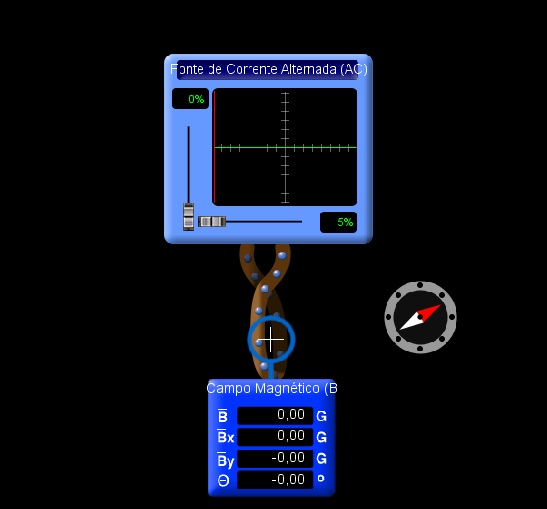 Fonte de Corrente Alternada (AC)
0%
5%
Campo Magnético (B
B 0,00 G
Bx 0,00 G
By -0,00 G
Θ -0,00 º